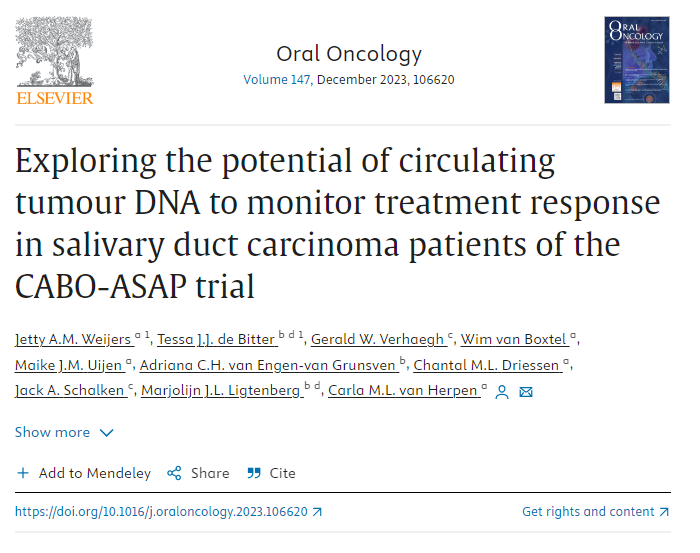 ELSEVIER
Oral Oncology
Volume 147, December 2023, 106620
ORAL
ONCOLOGY
Exploring the potential of circulating
tumour DNA to monitor treatment response
in salivary duct carcinoma patients of the
CABO-ASAP trial
Jetty A.M. Weijers a 1, Tessa J.J. de Bitter b d 1, Gerald W. Verhaegh c, Wim van Boxtel a,
Maike J.M. Uijen a, Adriana C.H. van Engen-van Grunsven b, Chantal M.L. Driessen a,
Jack A. Schalken c, Marjolijn J.L. Ligtenberg b d, Carla M.L. van Herpen a
Show more
Add to Mendeley Share Cite
https://doi.org/10.1016/j.oraloncology.2023.106620 Get rights and content